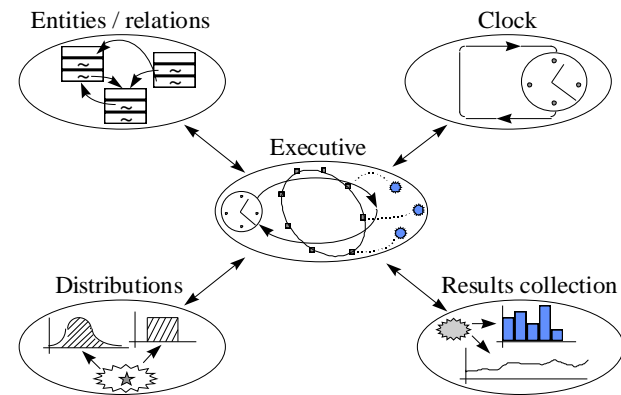 Entities / relations
Clock
Executive
Distributions
Results collection